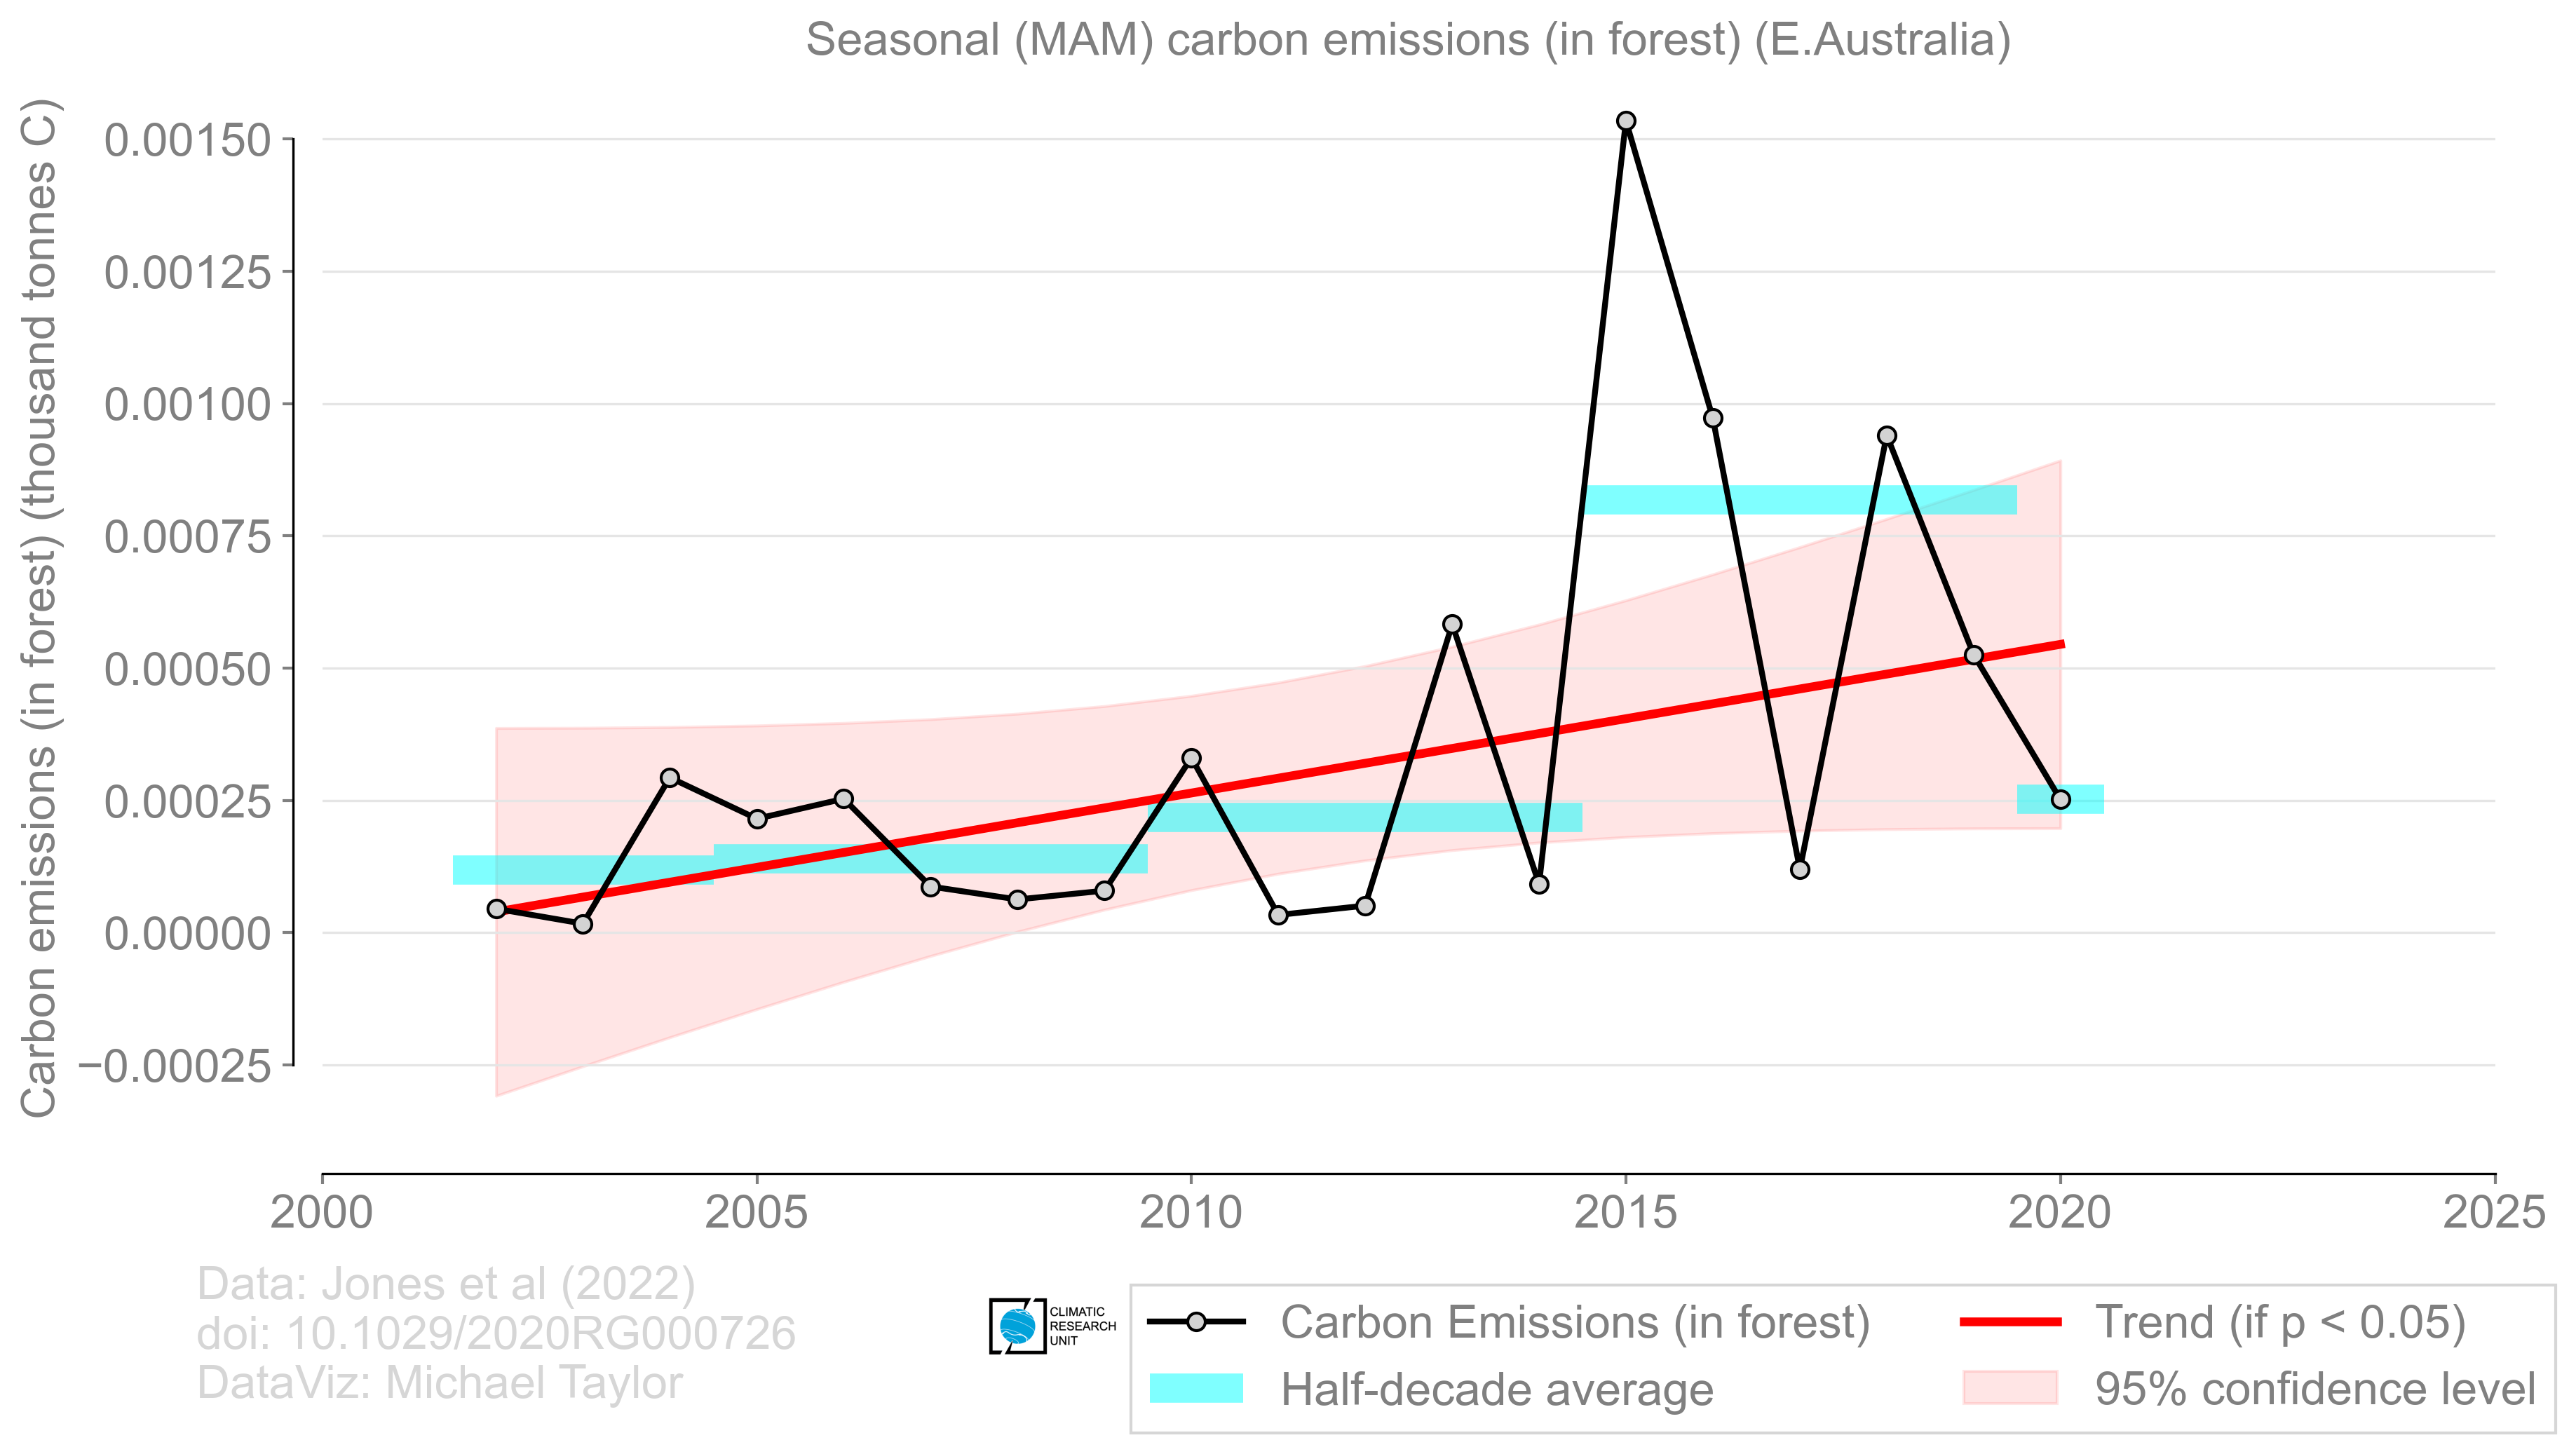 Seasonal (MAM) carbon emissions (in forest) (E.Australia)
Carbon emissions (in forest) (thousand tonnes C)
0.00150
0.00125
0.00100
0.00075
0.00050
0.00025
0.00000
−0.00025
2000
2005
2010
2015
2020
2025
Data: Jones et al (2022)
doi: 10.1029/2020RG000726
DataViz: Michael Taylor
CLIMATIC
RESEARCH
UNIT
Carbon Emissions (in forest)
Half-decade average
Trend (if p < 0.05)
95% confidence level